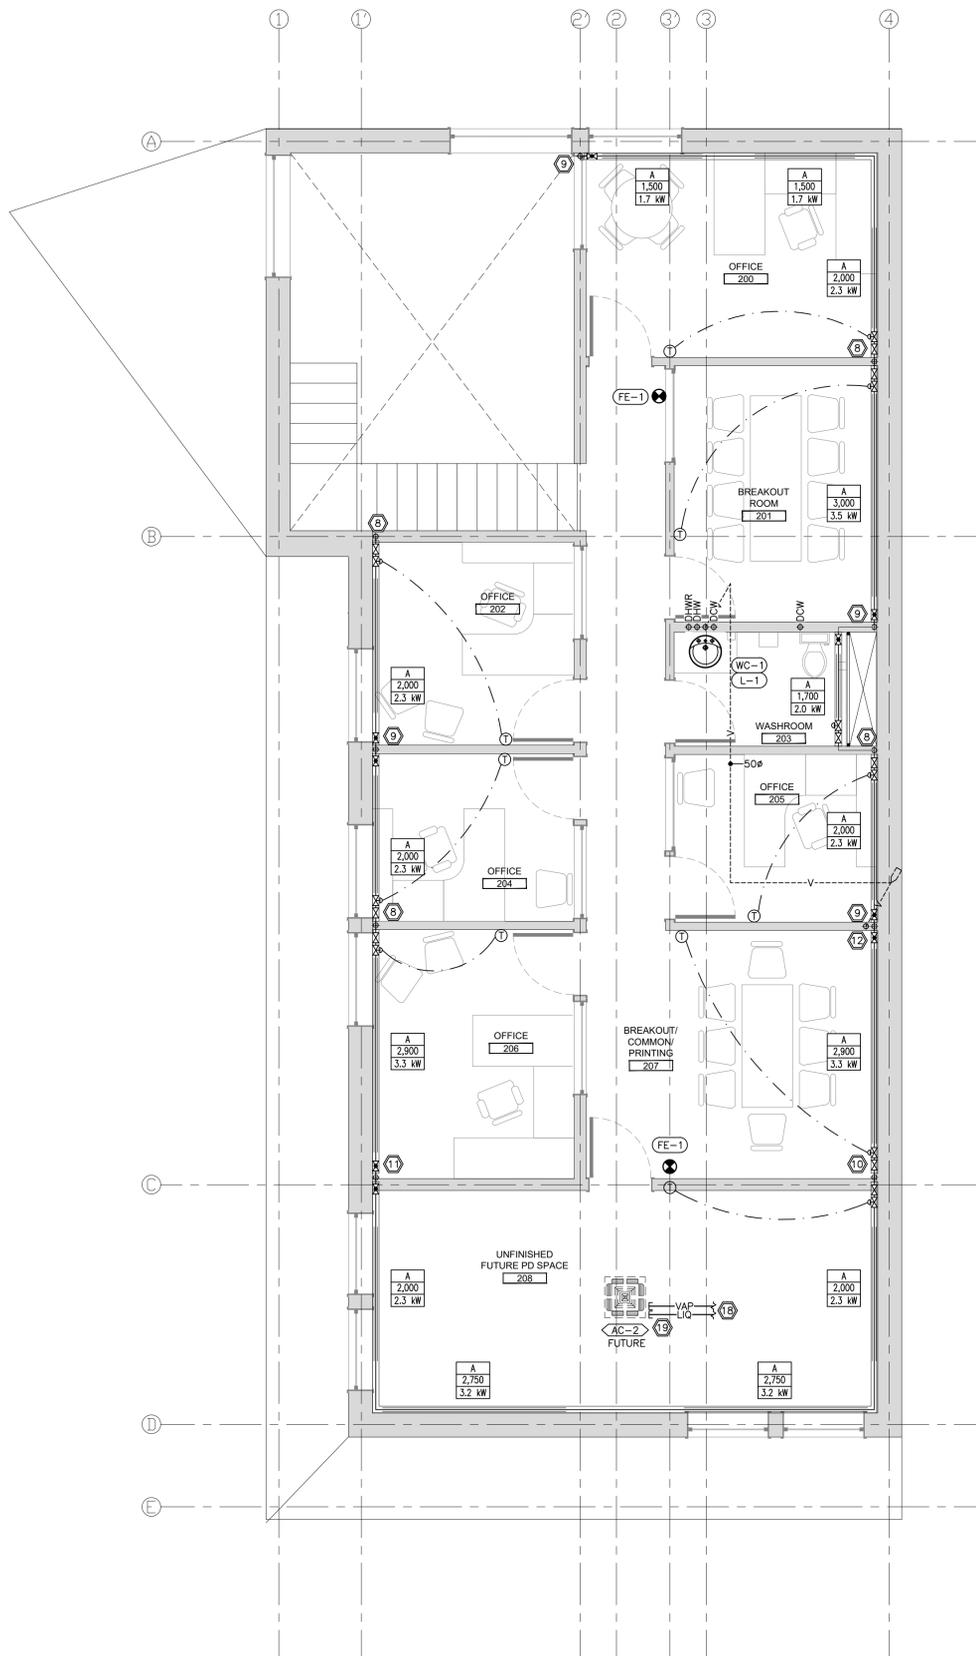 1
1'
2'
2
3'
3
4
A
9
A
1,500
1.7 kW
A
1,500
1.7 kW
OFFICE
200
A
2,000
2.3 kW
T
8
FE-1
BREAKOUT
ROOM
201
A
3,000
3.5 kW
8
B
T
OFFICE
202
DHWR
DHW
DCW
DCW
9
A
2,000
2.3 kW
WC-1
L-1
A
1,700
2.0 kW
WASHROOM
203
V
8
9
T
T
50ø
OFFICE
205
A
2,000
2.3 kW
A
2,000
2.3 kW
OFFICE
204
V
8
T
9
T
T
12
OFFICE
206
A
2,900
3.3 kW
BREAKOUT/
COMMON/
PRINTING
207
A
2,900
3.3 kW
FE-1
11
10
C
T
UNFINISHED
FUTURE PD SPACE
208
A
2,000
2.3 kW
A
2,000
2.3 kW
VAP
LIQ
18
AC-2
19
FUTURE
A
2,750
3.2 kW
A
2,750
3.2 kW
D
E